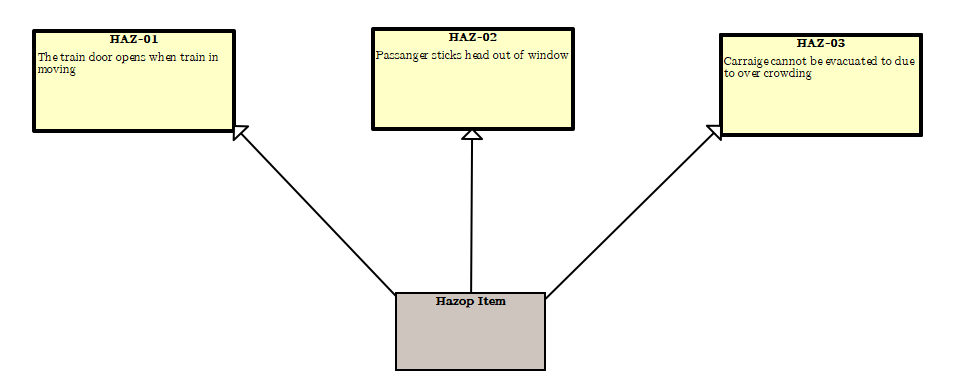 HAZ-01
The train door opens when train in
moving
HAZ-02
Passanger sticks head out of window
HAZ-03
Carraige cannot be evacuated to due
to over crowding
Hazop Item